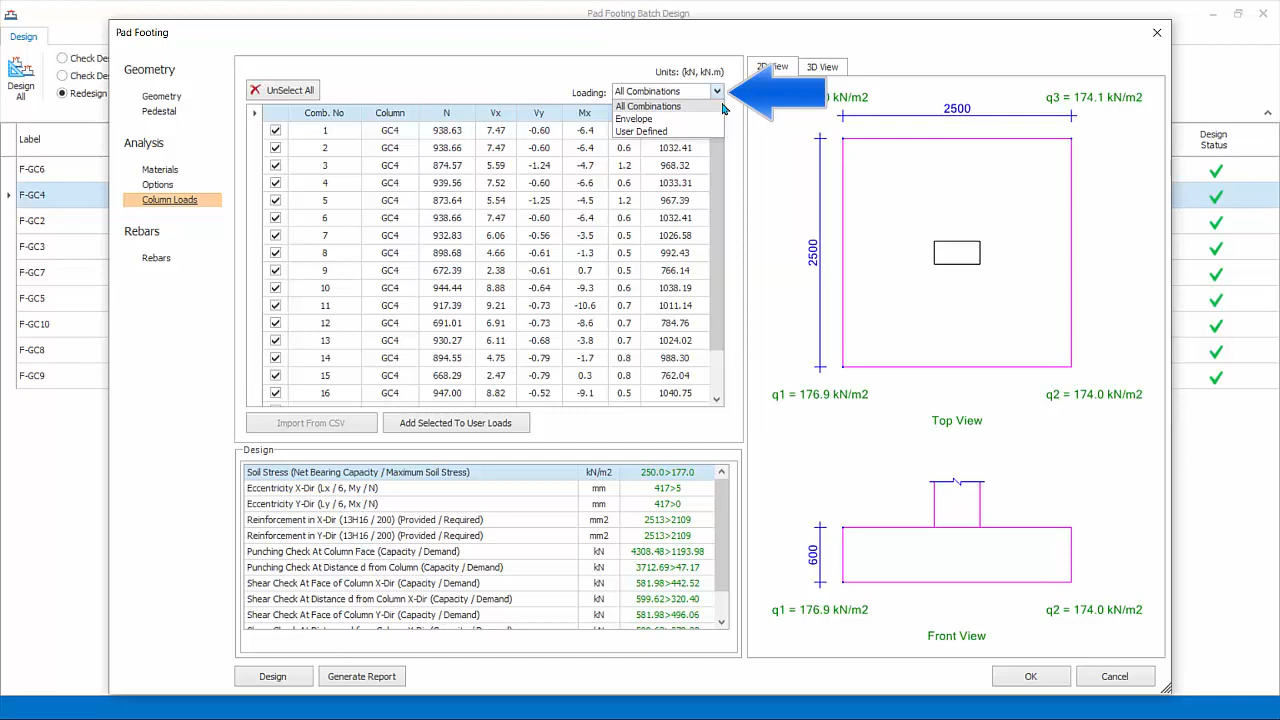 Pad Footing Batch Design
Design
Design
All
Check De
Check De
Redesign
Label
F-GC6
F-GC4
F-GC2
F-GC3
F-GC7
F-GC5
F-GC10
F-GC8
F-GC9
Pad Footing
Geometry
Geometry
Pedestal
Analysis
Materials
Options
Column Loads
Rebars
Rebars
Units: (kN, kN.m)
UnSelect All
Loading: All Combinations
All Combinations
Envelope
User Defined
Comb. No Column N Vx Vy Mx
1 GC4 938.63 7.47 -0.60 -6.4
2 GC4 938.66 7.47 -0.60 -6.4 0.6 1032.41
3 GC4 874.57 5.59 -1.24 -4.7 1.2 968.32
4 GC4 939.56 7.52 -0.60 -6.6 0.6 1033.31
5 GC4 873.64 5.54 -1.25 -4.5 1.2 967.39
6 GC4 938.66 7.47 -0.60 -6.4 0.6 1032.41
7 GC4 932.83 6.06 -0.56 -3.5 0.5 1026.58
8 GC4 898.68 4.66 -0.61 -1.3 0.5 992.43
9 GC4 672.39 2.38 -0.61 0.7 0.5 766.14
10 GC4 944.44 8.88 -0.64 -9.3 0.6 1038.19
11 GC4 917.39 9.21 -0.73 -10.6 0.7 1011.14
12 GC4 691.01 6.91 -0.73 -8.6 0.7 784.76
13 GC4 930.27 6.11 -0.68 -3.8 0.7 1024.02
14 GC4 894.55 4.75 -0.79 -1.7 0.8 988.30
15 GC4 668.29 2.47 -0.79 0.3 0.8 762.04
16 GC4 947.00 8.82 -0.52 -9.1 0.5 1040.75
Import From CSV
Add Selected To User Loads
Design
Soil Stress (Net Bearing Capacity / Maximum Soil Stress) kN/m2 250.0>177.0
Eccentricity X-Dir (Lx / 6, My / N) mm 417>5
Eccentricity Y-Dir (Ly / 6, Mx / N) mm 417>0
Reinforcement in X-Dir (13H16 / 200) (Provided / Required) mm2 2513>2109
Reinforcement in Y-Dir (13H16 / 200) (Provided / Required) mm2 2513>2109
Punching Check At Column Face (Capacity / Demand) kN 4308.48>1193.98
Punching Check At Distance d from Column (Capacity / Demand) kN 3712.69>47.17
Shear Check At Face of Column X-Dir (Capacity / Demand) kN 581.98>442.52
Shear Check At Distance d from Column X-Dir (Capacity / Demand) kN 599.62>320.40
Shear Check At Face of Column Y-Dir (Capacity / Demand) kN 581.98>496.06
Design
Generate Report
2D View
3D View
0 kN/m2
q3 = 174.1 kN/m2
2500
2500
q1 = 176.9 kN/m2
q2 = 174.0 kN/m2
Top View
600
q1 = 176.9 kN/m2
q2 = 174.0 kN/m2
Front View
OK
Cancel
Design
Status